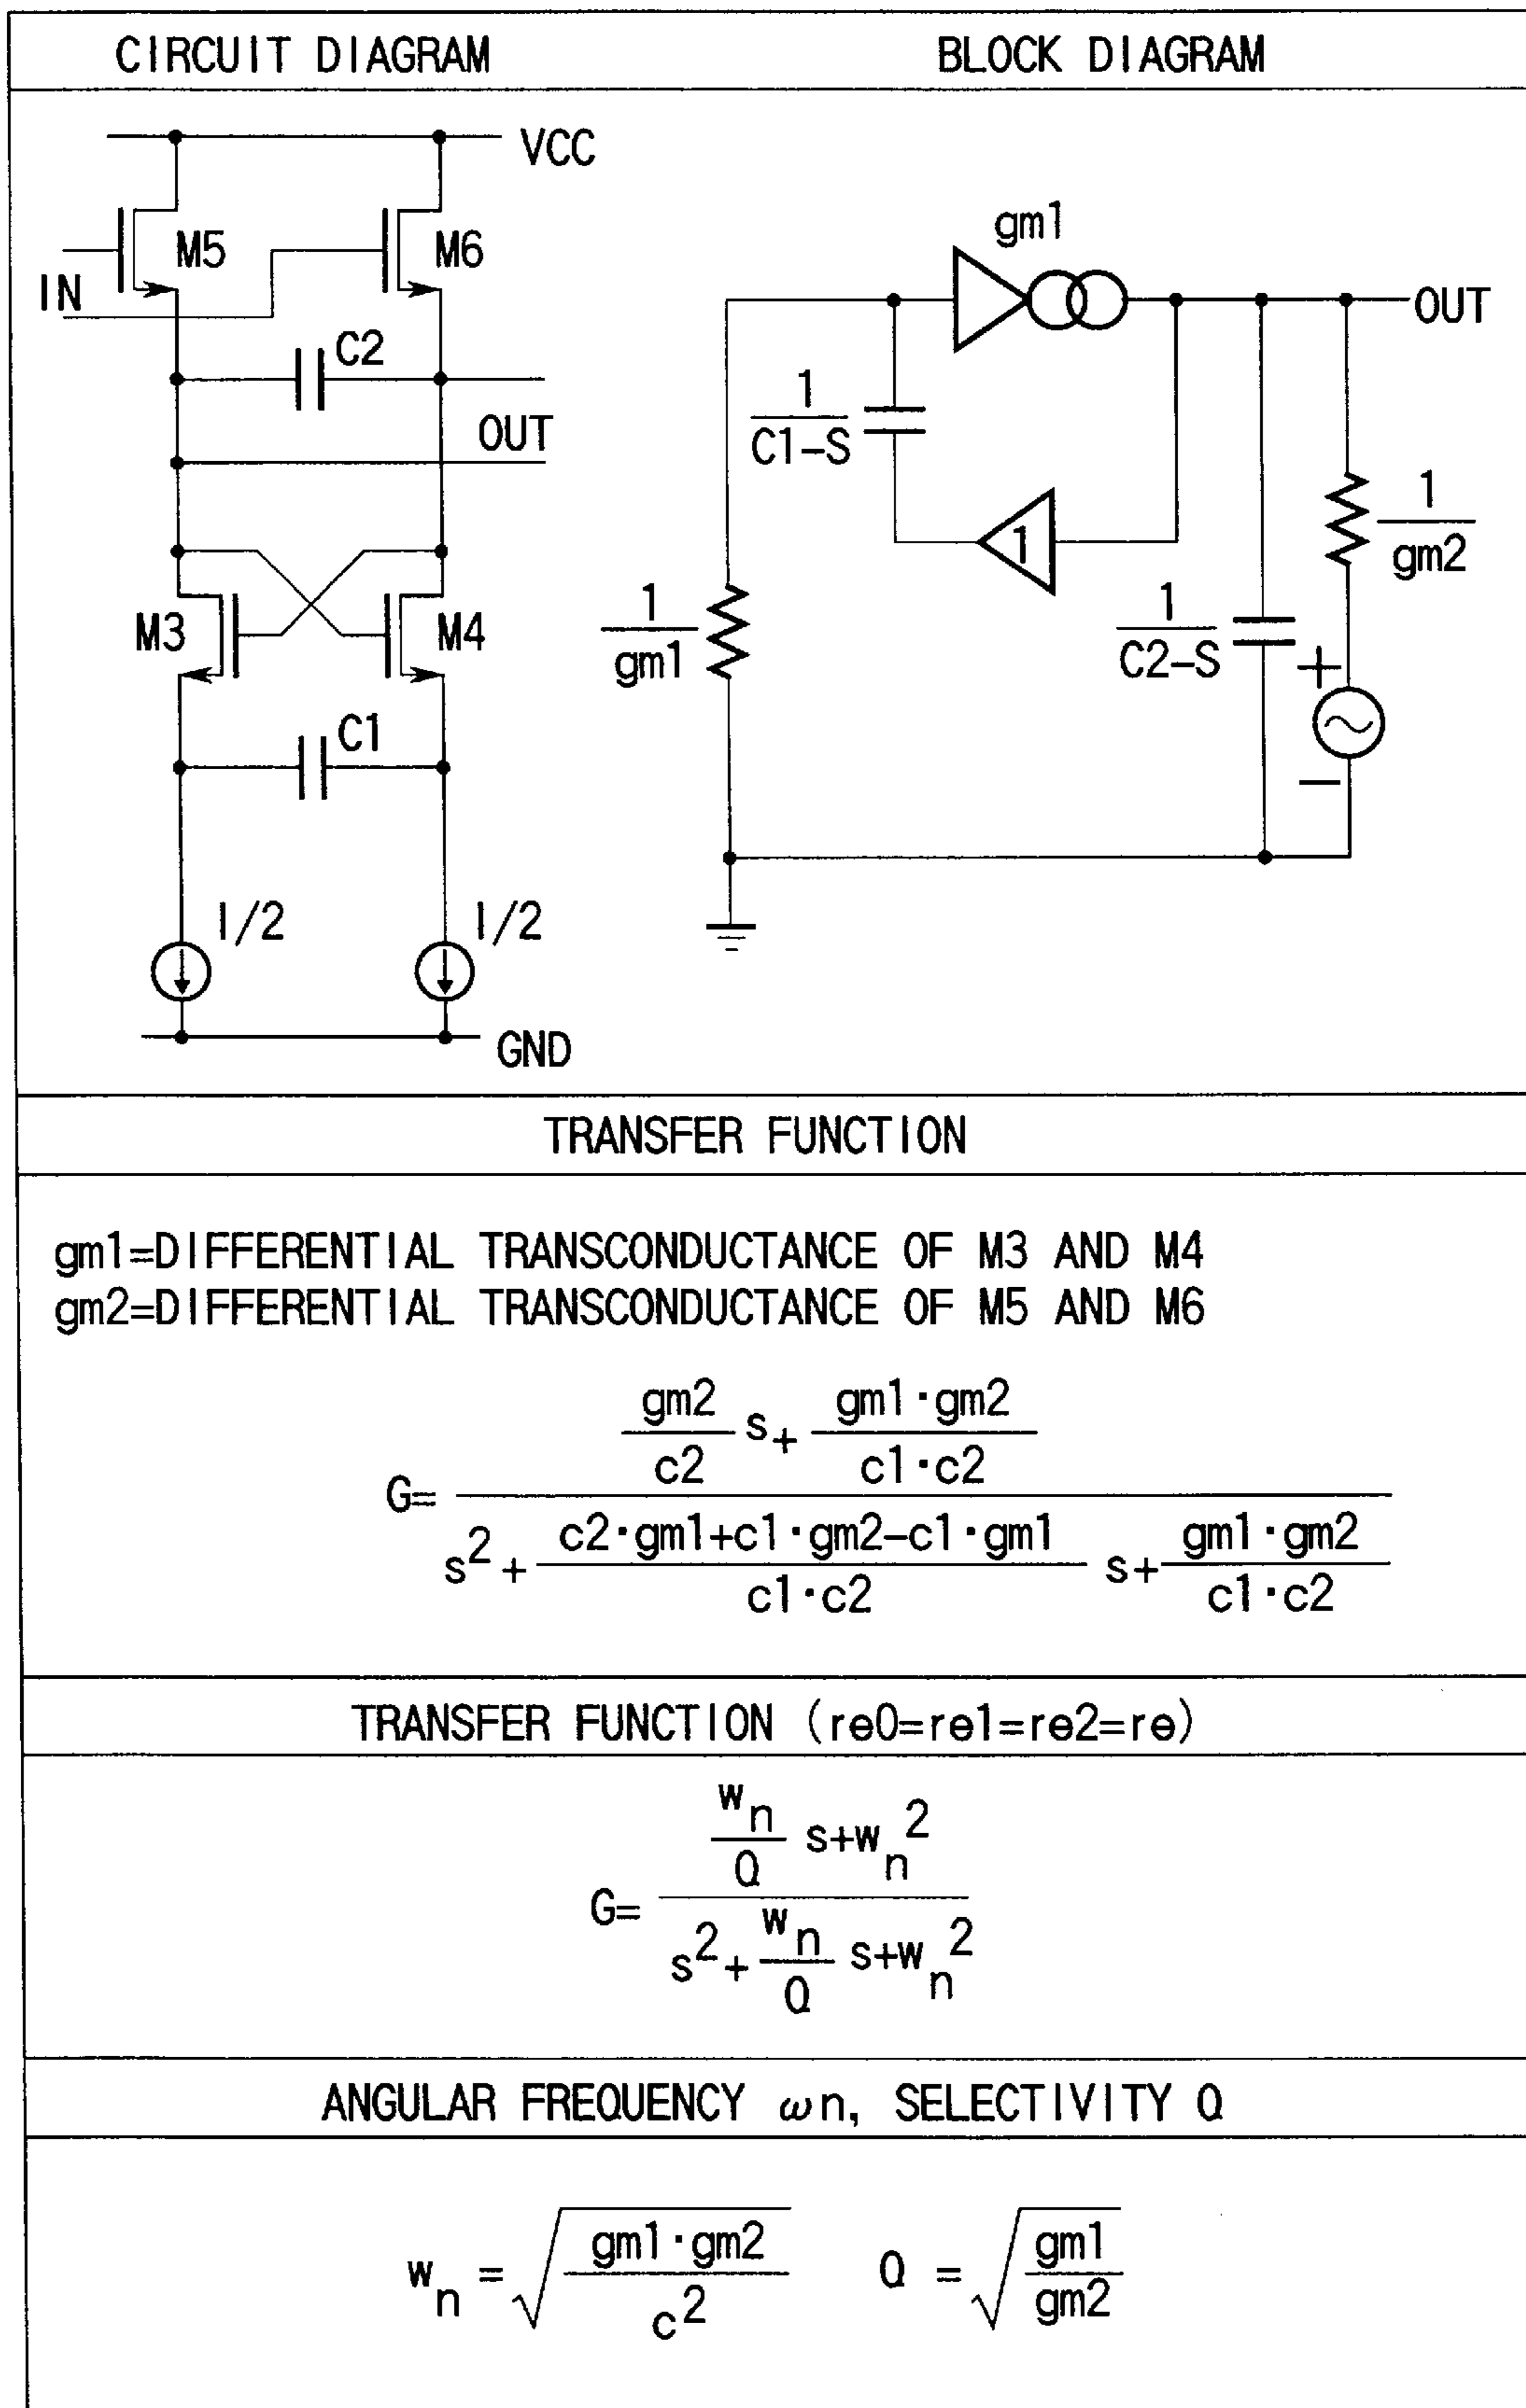 CIRCUIT DIAGRAM
BLOCK DIAGRAM
VCC
M5
M6
IN
C2
OUT
M3
M4
C1
I/2
I/2
GND
gm1
OUT
1
C1-S
1
1
gm2
1
gm1
1
C2-S
+
−
TRANSFER FUNCTION
gm1=DIFFERENTIAL TRANSCONDUCTANCE OF M3 AND M4
gm2=DIFFERENTIAL TRANSCONDUCTANCE OF M5 AND M6
gm2 gm1·gm2
s+
c2 c1·c2
G=
c2·gm1+c1·gm2-c1·gm1 gm1·gm2
s²+ s+
c1·c2 c1·c2
TRANSFER FUNCTION (re0=re1=re2=re)
wn
s+wn²
Q
G=
wn
s²+ s+wn²
Q
ANGULAR FREQUENCY ωn, SELECTIVITY Q
gm1·gm2 gm1
wn = √ Q = √
c² gm2